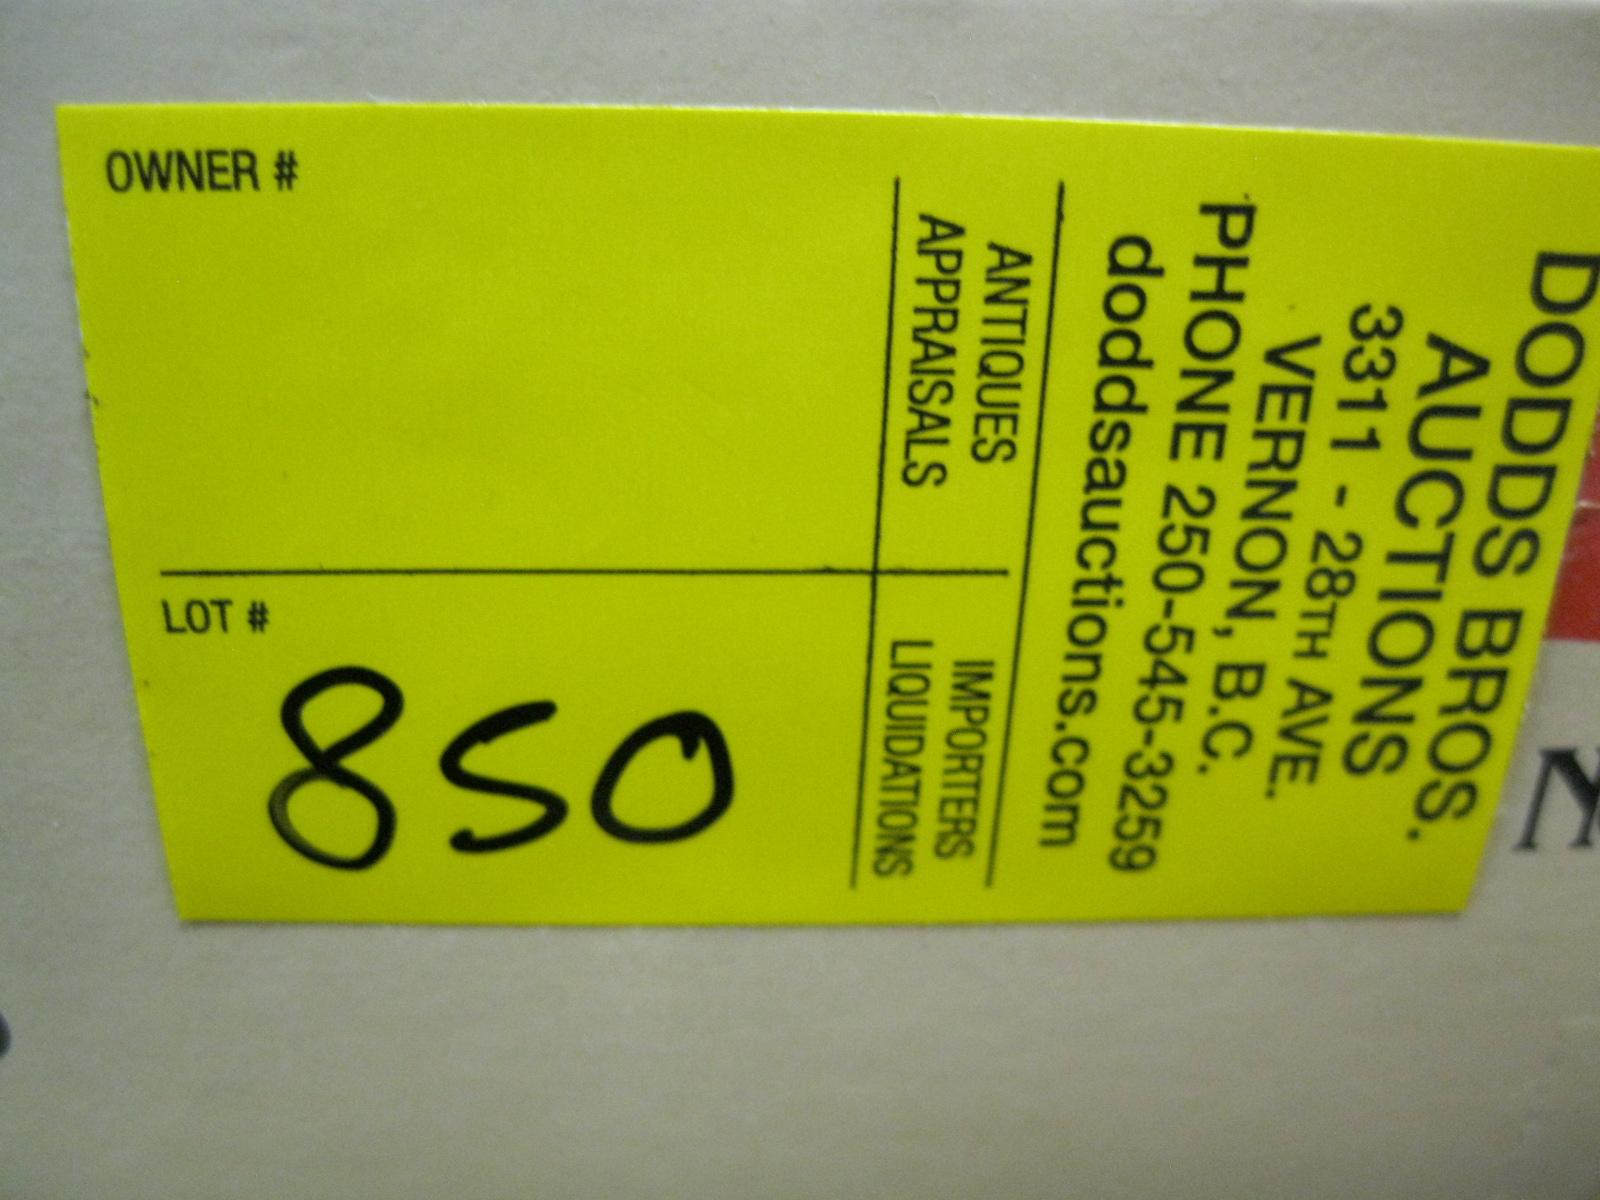 DODDS BROS.
AUCTIONS
3311 - 28TH AVE.
VERNON, B.C.
PHONE 250-545-3259
doddsauctions.com
ANTIQUES
APPRAISALS
IMPORTERS
LIQUIDATIONS
OWNER #
LOT #
850